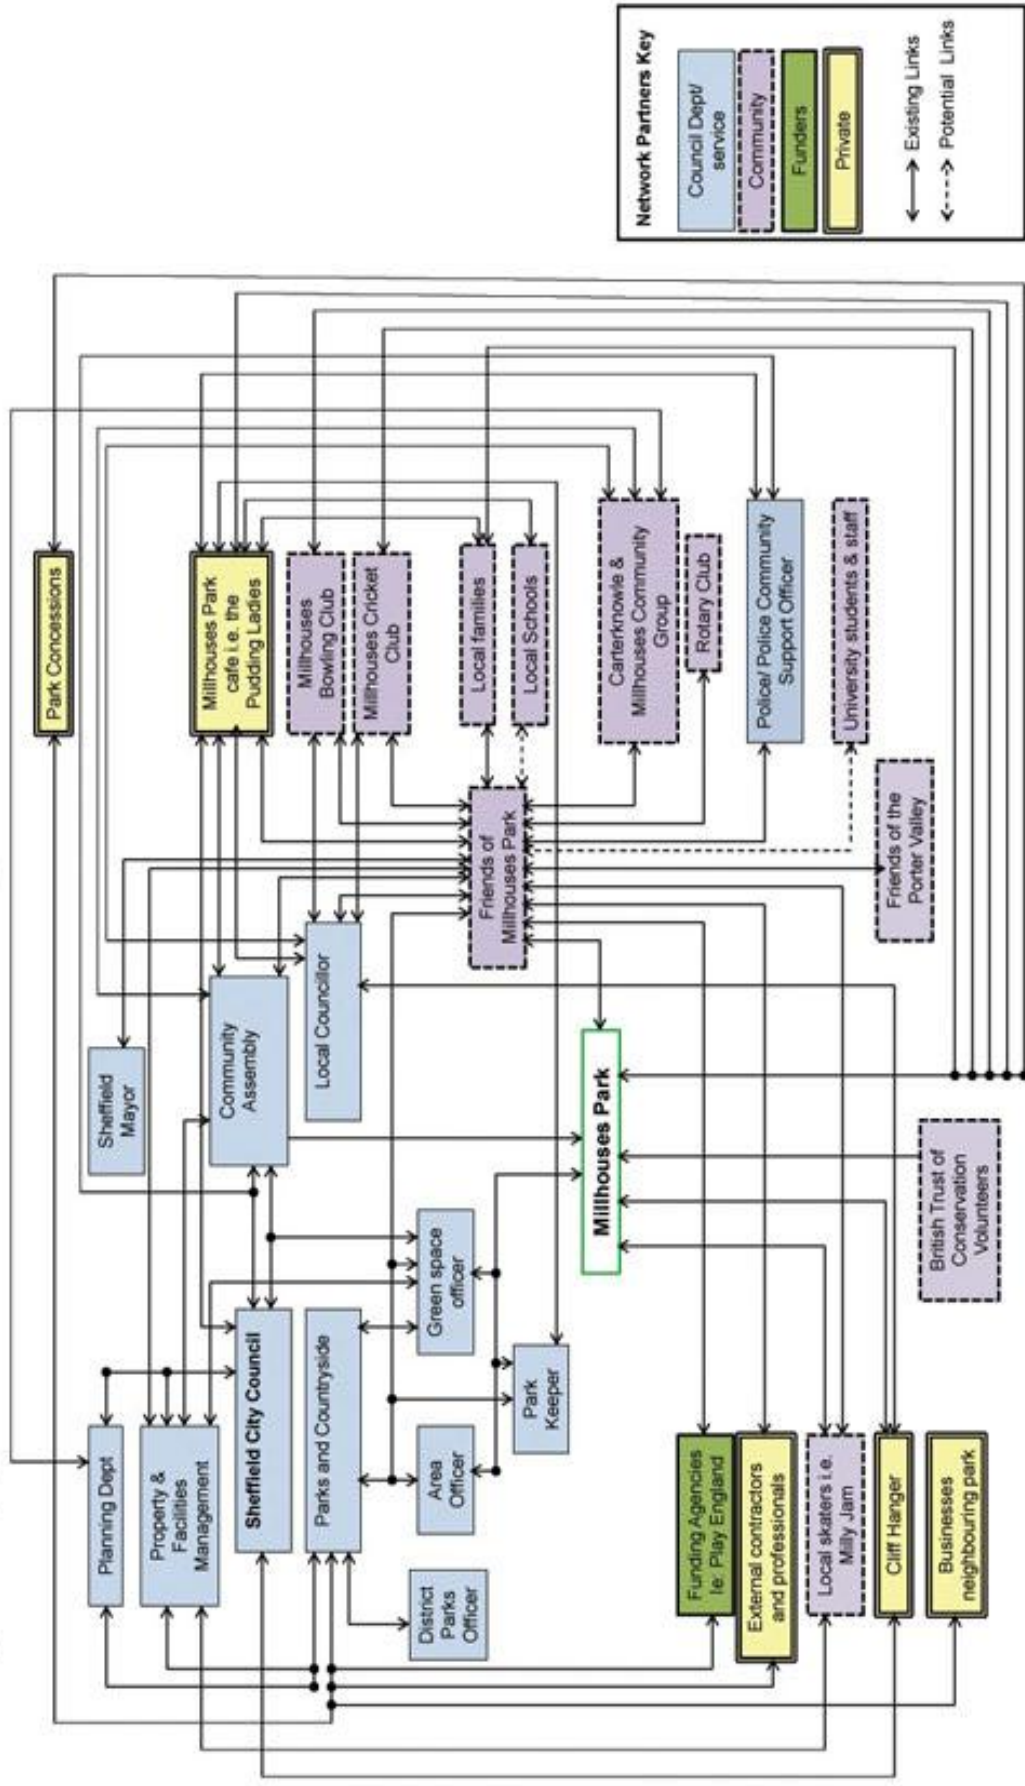 Park Concessions
Millhouses Park
cafe i.e. the
Pudding Ladies
Millhouses
Bowling Club
Millhouses Cricket
Club
Local families
Local Schools
Carterknowle &
Millhouses Community
Group
Rotary Club
Police/ Police Community
Support Officer
University students & staff
Friends of the
Porter Valley
Friends of
Millhouses Park
Sheffield
Mayor
Community
Assembly
Local Councillor
Millhouses Park
British Trust of
Conservation
Volunteers
Planning Dept
Property &
Facilities
Management
Sheffield City Council
Parks and Countryside
Green space
officer
Area
Officer
Park
Keeper
District
Parks
Officer
Funding Agencies
Ie: Play England
External contractors
and professionals
Local skaters i.e.
Milly Jam
Cliff Hanger
Businesses
neighbouring park
Network Partners Key
Council Dept/
service
Community
Funders
Private
Existing Links
Potential Links